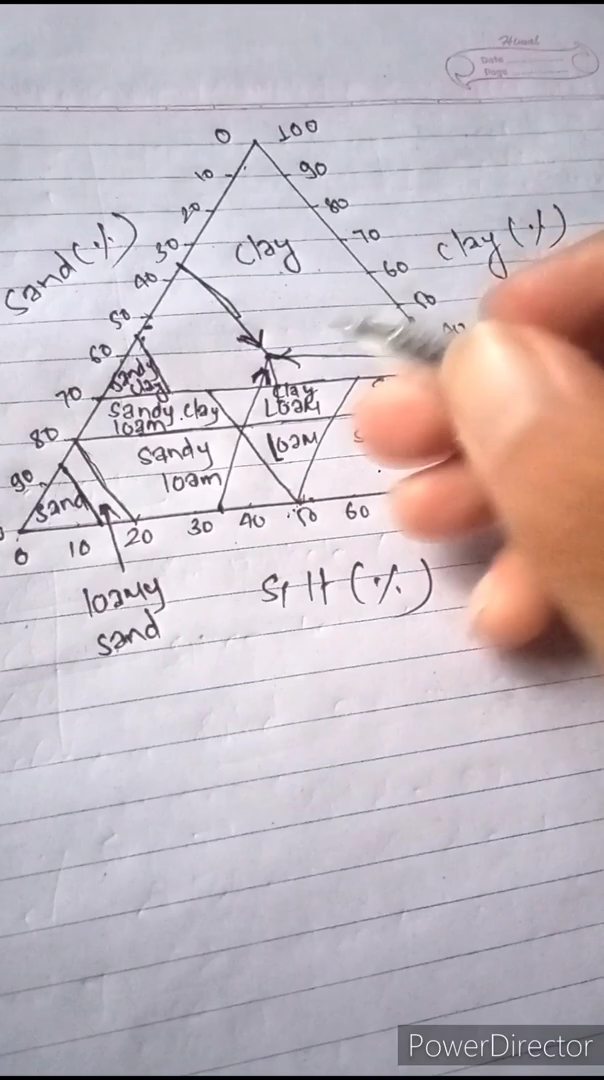 Himal
Date
Page
0 100
10 90
20 80
30 70
Sand (%)
Clay
Clay (%)
40 60
50 50
60
Sandy
clay
70
Sandy clay
loam
Clay
LoaM
80
Sandy
loam
LoaM
90
Sand
0 10 20 30 40 50 60
loamy
sand
SIlt (%)
PowerDirector